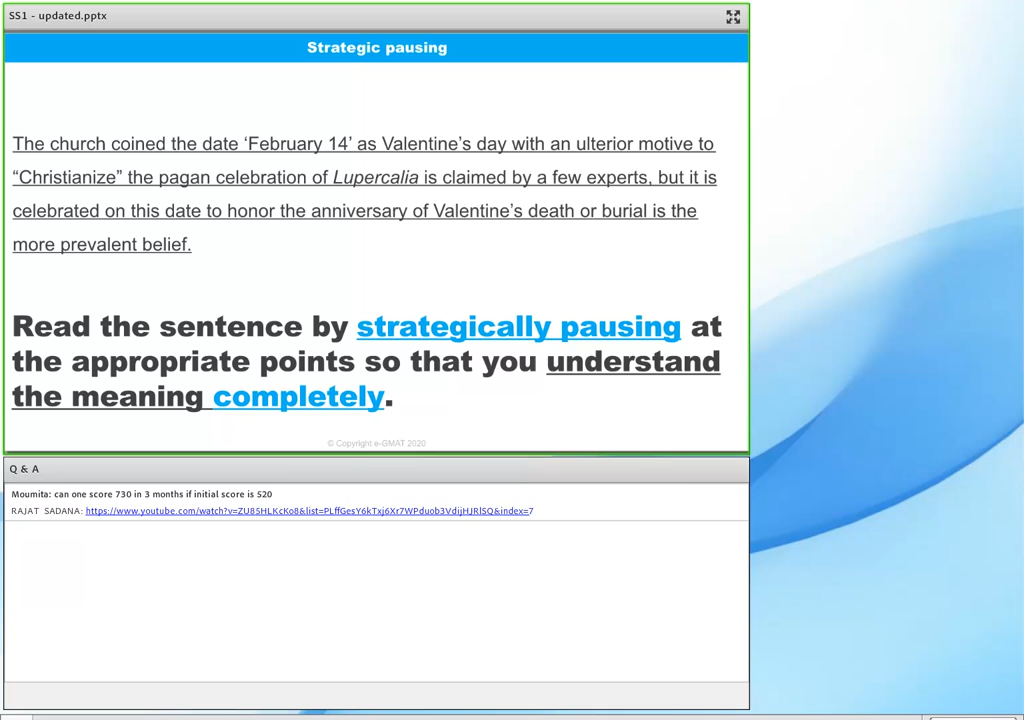 SS1 - updated.pptx
Strategic pausing
The church coined the date ‘February 14’ as Valentine’s day with an ulterior motive to
“Christianize” the pagan celebration of Lupercalia is claimed by a few experts, but it is
celebrated on this date to honor the anniversary of Valentine’s death or burial is the
more prevalent belief.
Read the sentence by strategically pausing at
the appropriate points so that you understand
the meaning completely.
© Copyright e-GMAT 2020
Q & A
Moumita: can one score 730 in 3 months if initial score is 520
RAJAT SADANA: https://www.youtube.com/watch?v=ZU85HLKcKo8&list=PLffGesY6kTxj6Xr7WPduob3VdijHJRlSQ&index=7